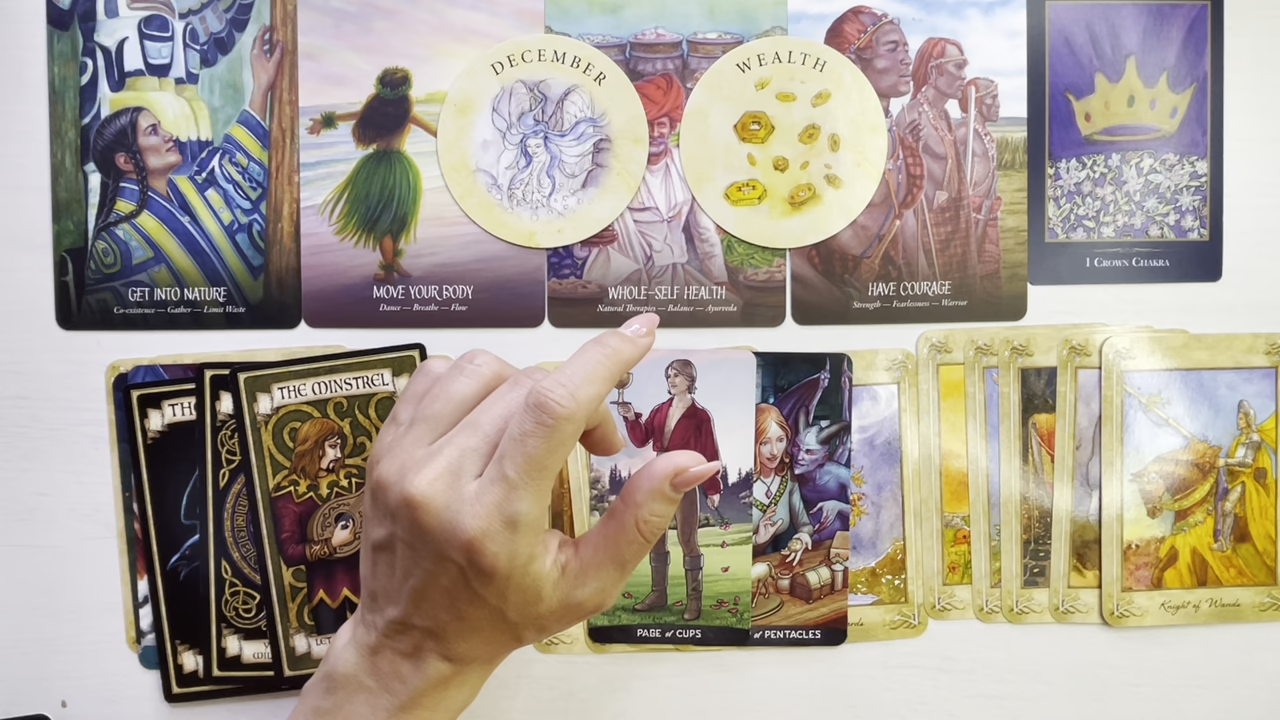 DECEMBER
WEALTH
GET INTO NATURE
Co-existence — Gather — Limit Waste
MOVE YOUR BODY
Dance — Breathe — Flow
WHOLE-SELF HEALTH
Natural Therapies — Balance — Ayurveda
HAVE COURAGE
Strength — Fearlessness — Warrior
1 CROWN CHAKRA
THE MINSTREL
PAGE of CUPS
of PENTACLES
Knight of Wands